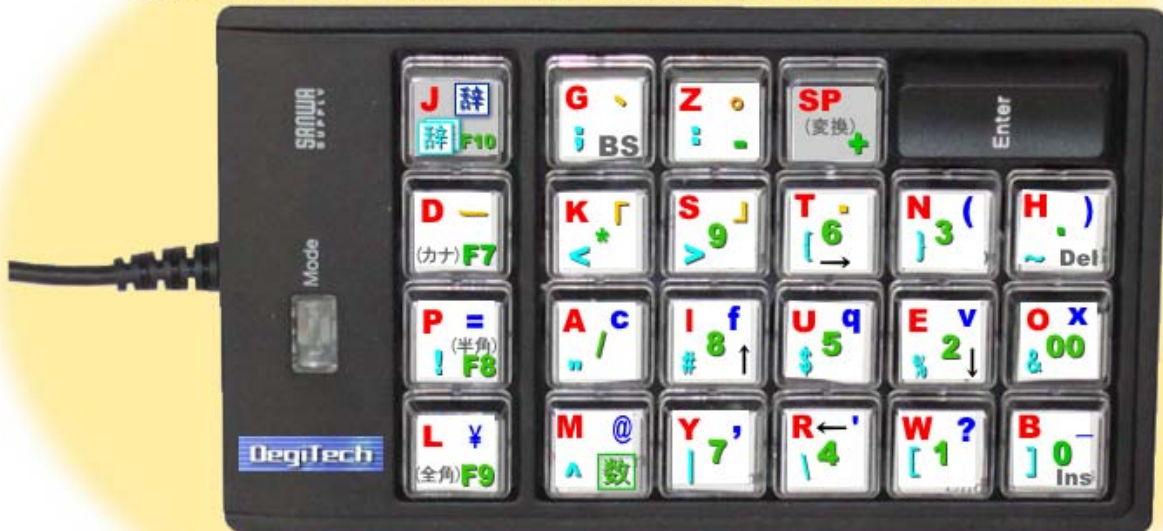 SANWA
SUPPLY
Enter
Mode
DegiTech
J 辞
辞 F10
G 、
; BS
Z 。
: -
SP
(変換)
+
D ー
(カナ) F7
K 「
< *
S 」
> 9
T ・
{ 6 →
N (
} 3
H )
~ . Del
P =
(半角)
! F8
A c
" /
I f
# 8 ↑
U q
$ 5
E v
% 2 ↓
O x
& 00
L ¥
(全角) F9
M @
^ 数
Y ,
| 7
R ← '
\ 4
W ?
[ 1
B _
] 0
Ins